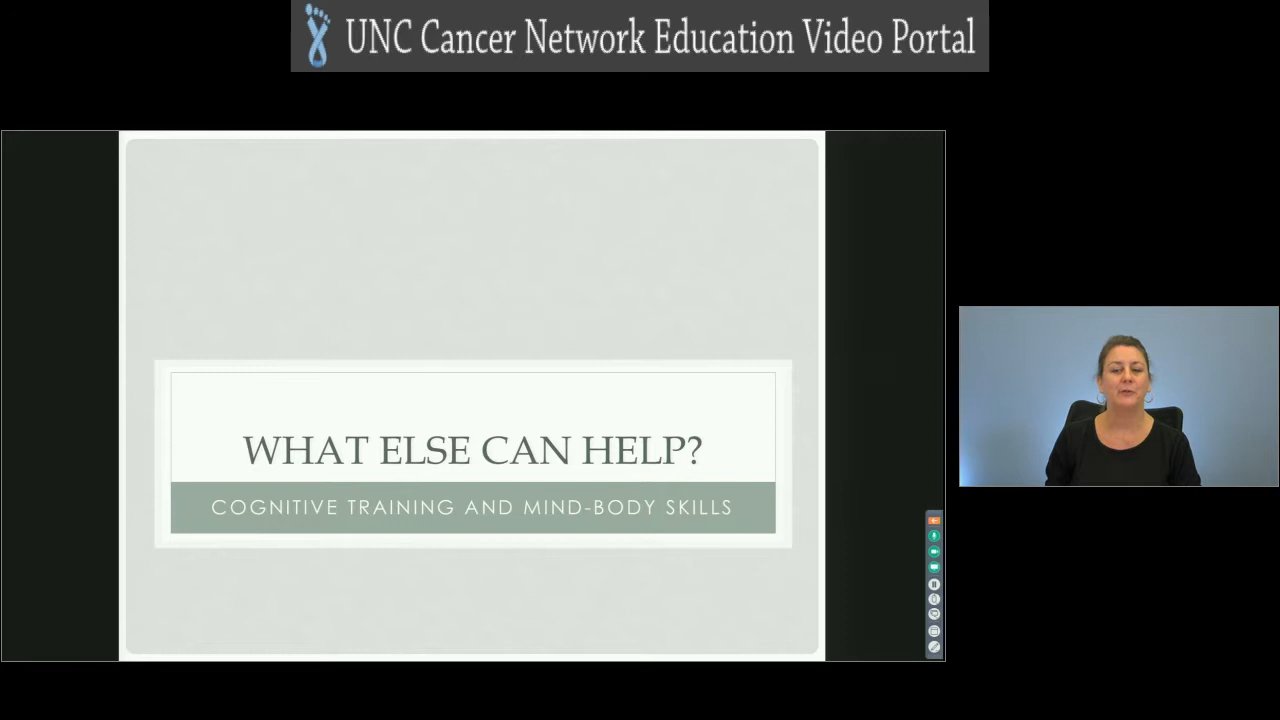 UNC Cancer Network Education Video Portal
WHAT ELSE CAN HELP?
COGNITIVE TRAINING AND MIND-BODY SKILLS